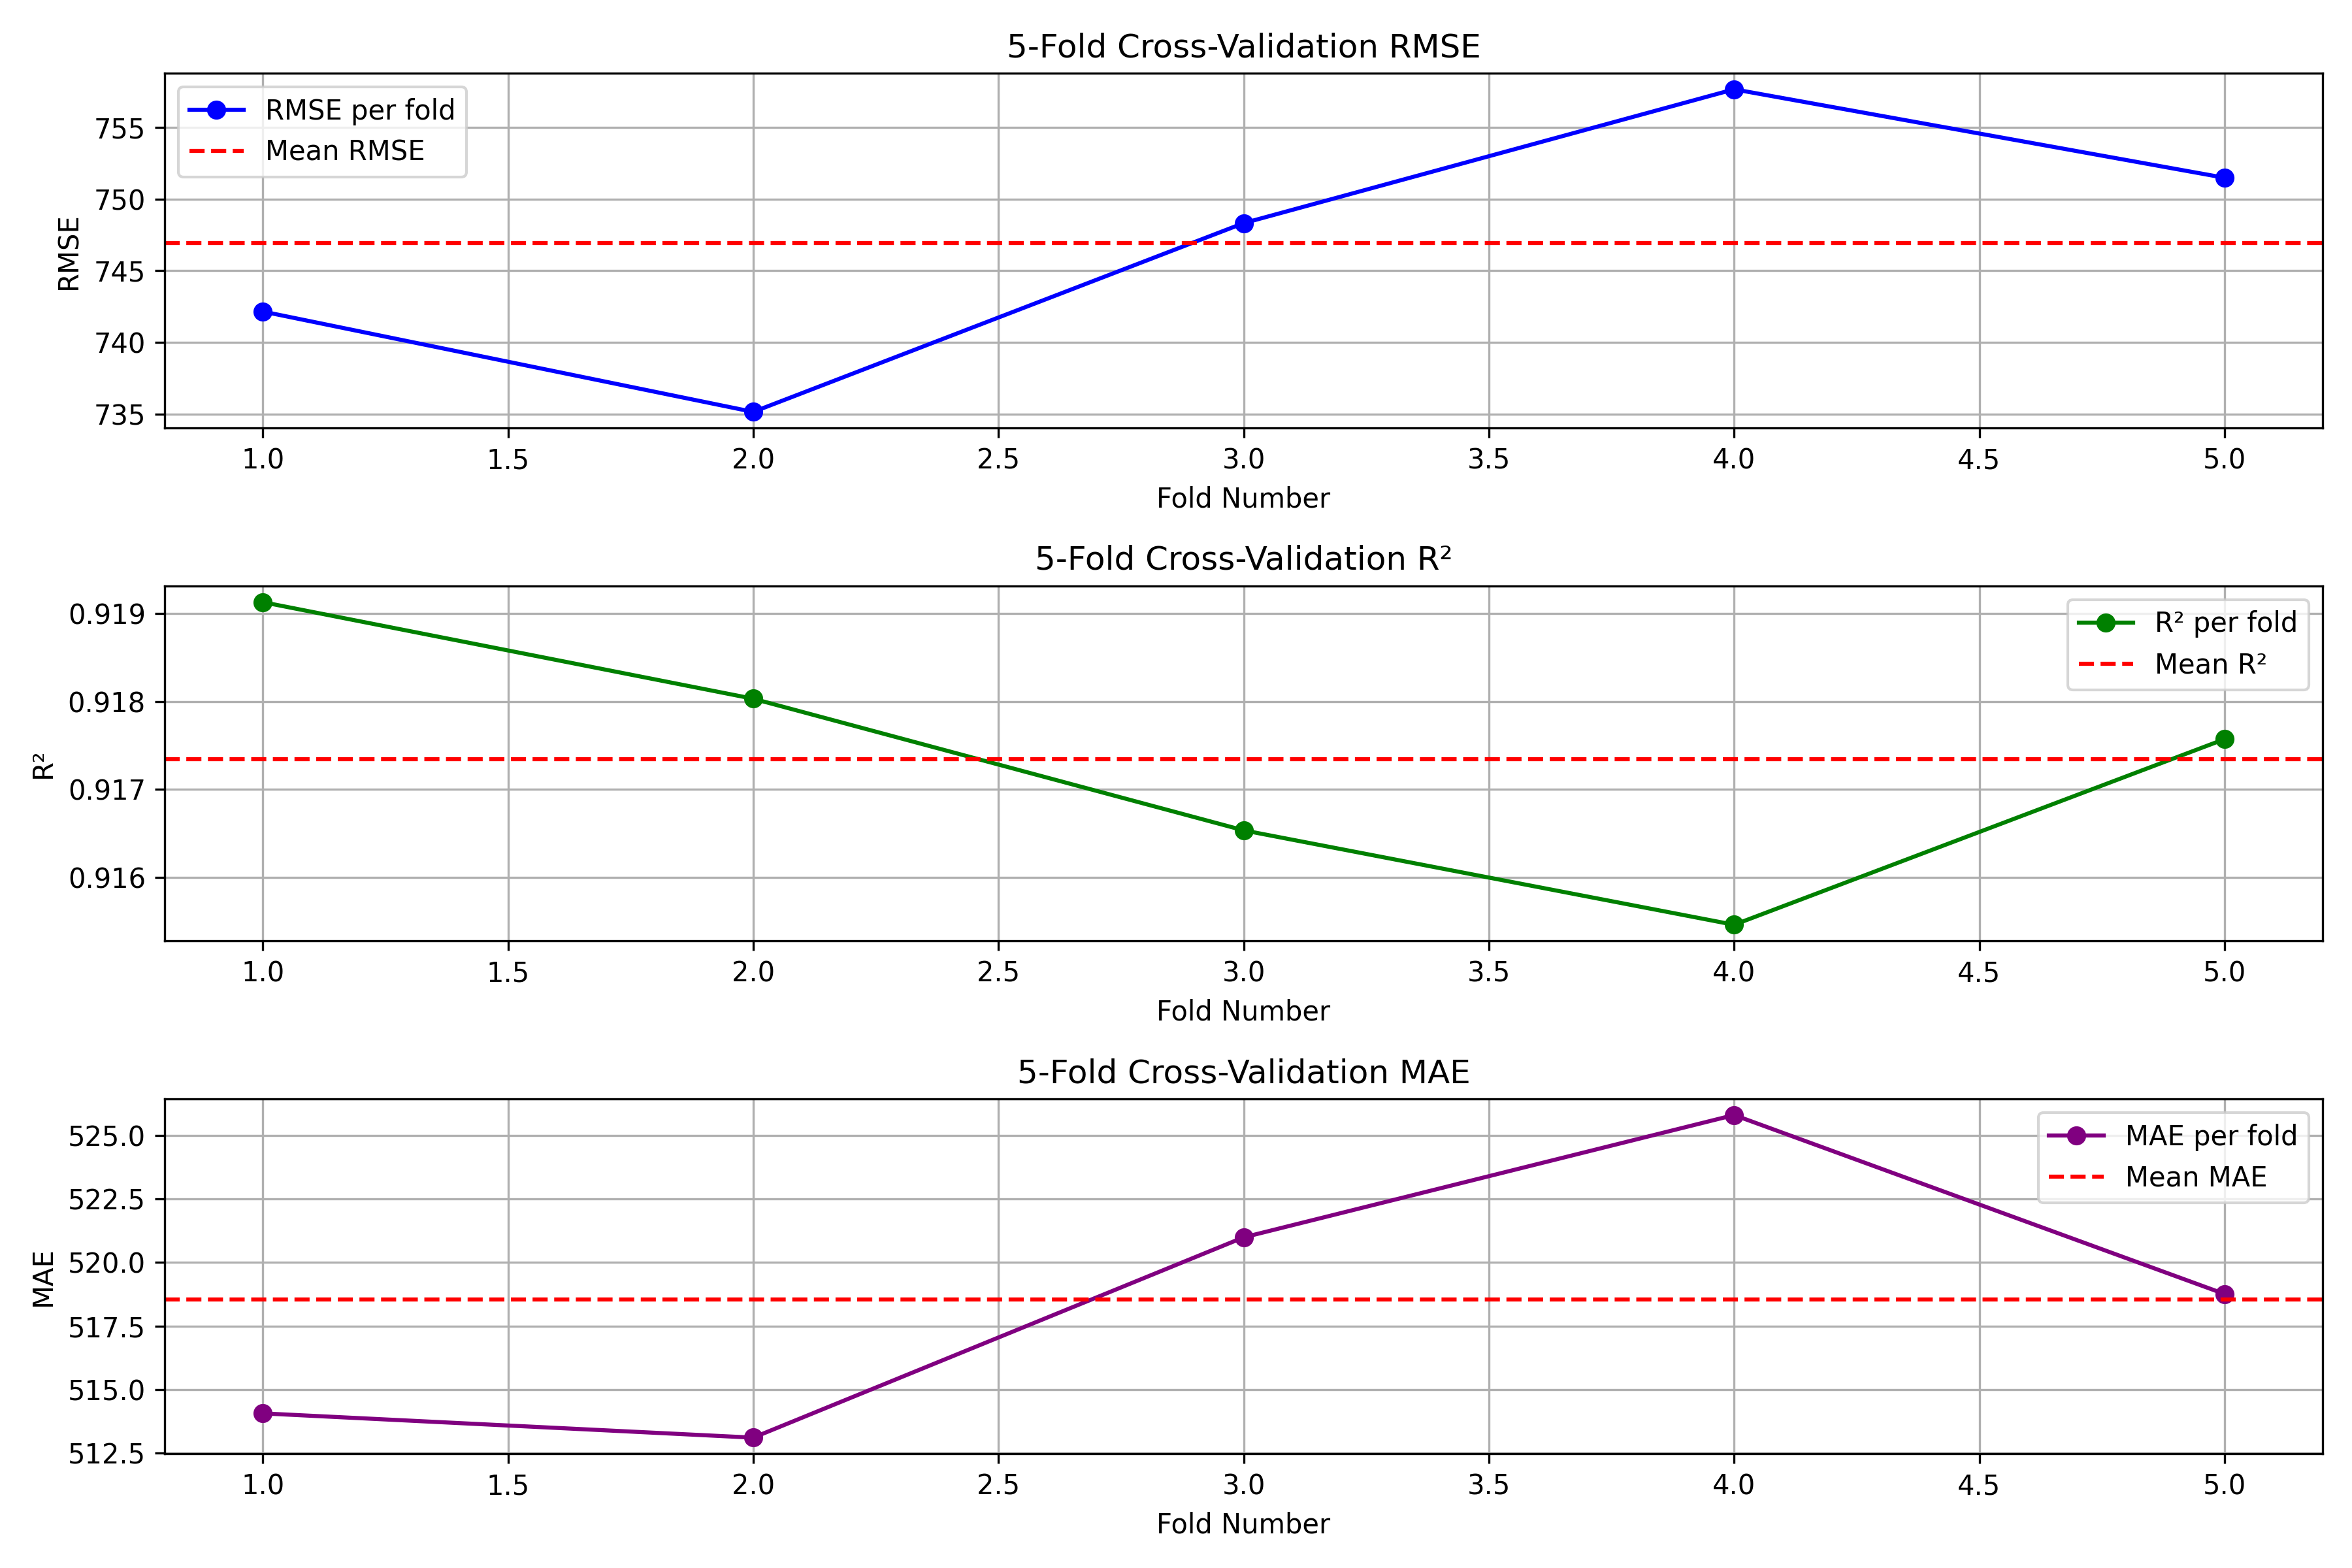 5-Fold Cross-Validation RMSE
RMSE per fold
Mean RMSE
755
750
745
740
735
RMSE
1.0 1.5 2.0 2.5 3.0 3.5 4.0 4.5 5.0
Fold Number
5-Fold Cross-Validation R²
R² per fold
Mean R²
0.919
0.918
0.917
0.916
R²
1.0 1.5 2.0 2.5 3.0 3.5 4.0 4.5 5.0
Fold Number
5-Fold Cross-Validation MAE
MAE per fold
Mean MAE
525.0
522.5
520.0
517.5
515.0
512.5
MAE
1.0 1.5 2.0 2.5 3.0 3.5 4.0 4.5 5.0
Fold Number